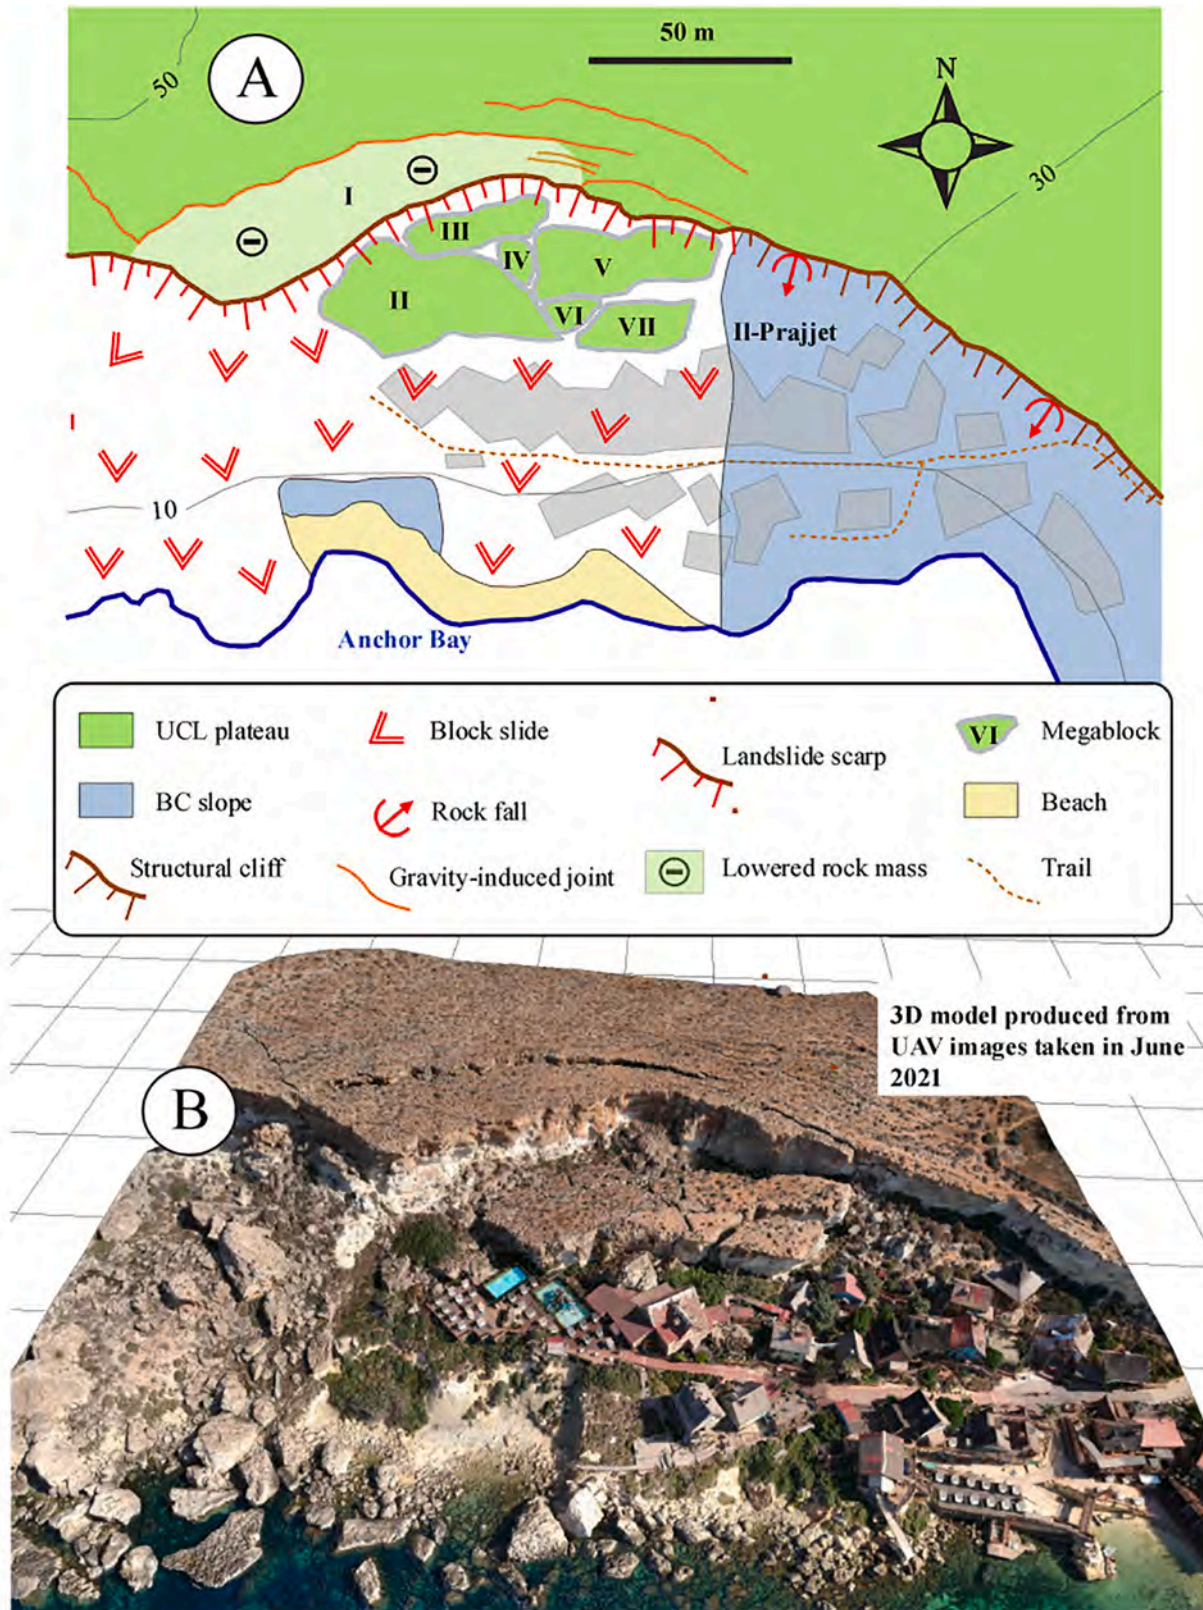 50 m
A
50
N
30
I
III
IV
V
II
VI
VII
Il-Prajjet
10
Anchor Bay
UCL plateau
Block slide
Landslide scarp
VI
Megablock
BC slope
Rock fall
Beach
Structural cliff
Gravity-induced joint
Lowered rock mass
Trail
3D model produced from
UAV images taken in June
2021
B